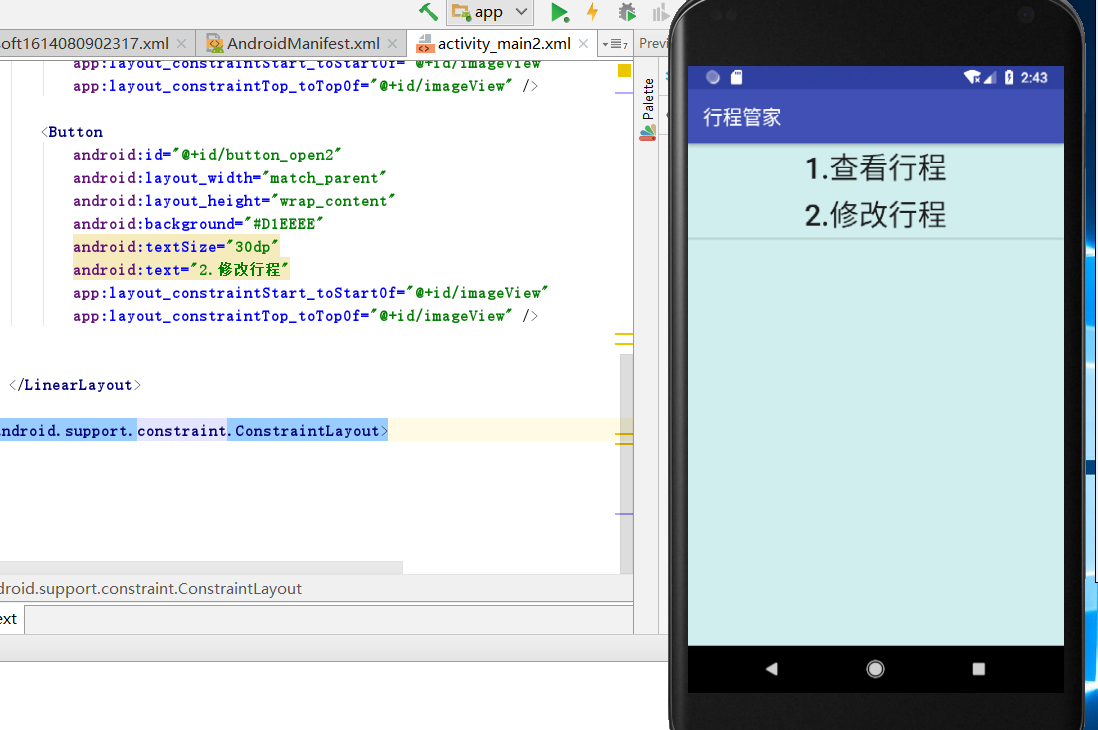 app
oft1614080902317.xml
AndroidManifest.xml
activity_main2.xml
7
Previ
app:layout_constraintStart_toStartOf="@+id/imageView"
app:layout_constraintTop_toTopOf="@+id/imageView" />
<Button
android:id="@+id/button_open2"
android:layout_width="match_parent"
android:layout_height="wrap_content"
android:background="#D1EEEE"
android:textSize="30dp"
android:text="2.修改行程"
app:layout_constraintStart_toStartOf="@+id/imageView"
app:layout_constraintTop_toTopOf="@+id/imageView" />
</LinearLayout>
ndroid.support.constraint.ConstraintLayout>
droid.support.constraint.ConstraintLayout
ext
Palette
2:43
行程管家
1.查看行程
2.修改行程